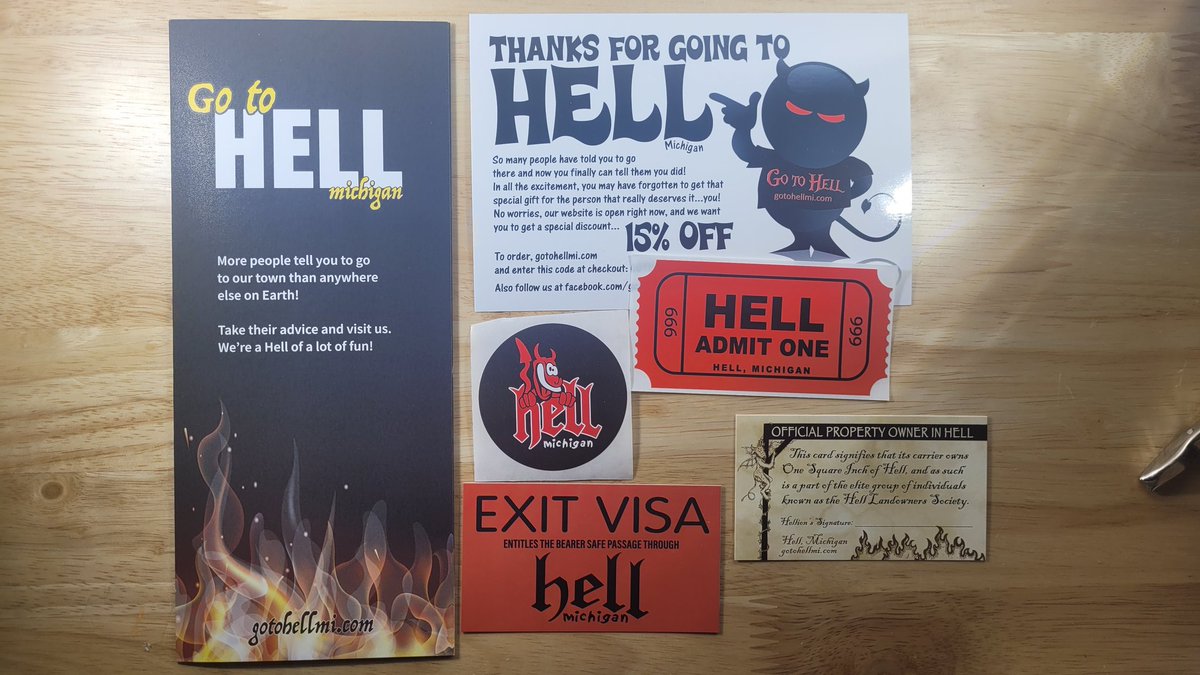 Go to
HELL
michigan
More people tell you to go
to our town than anywhere
else on Earth!
Take their advice and visit us.
We're a Hell of a lot of fun!
gotohellmi.com
THANKS FOR GOING TO
HELL
Michigan
So many people have told you to go
there and now you finally can tell them you did!
In all the excitement, you may have forgotten to get that
special gift for the person that really deserves it...you!
No worries, our website is open right now, and we want
you to get a special discount... 15% OFF
To order, gotohellmi.com
and enter this code at checkout:
Also follow us at facebook.com/g
GO TO HELL
gotohellmi.com
666
HELL
ADMIT ONE
HELL, MICHIGAN
666
hell
michigan
EXIT VISA
ENTITLES THE BEARER SAFE PASSAGE THROUGH
hell
michigan
OFFICIAL PROPERTY OWNER IN HELL
This card signifies that its carrier owns
One Square Inch of Hell, and as such
is a part of the elite group of individuals
known as the Hell Landowners Society.
Hellion's Signature:
Hell, Michigan
gotohellmi.com